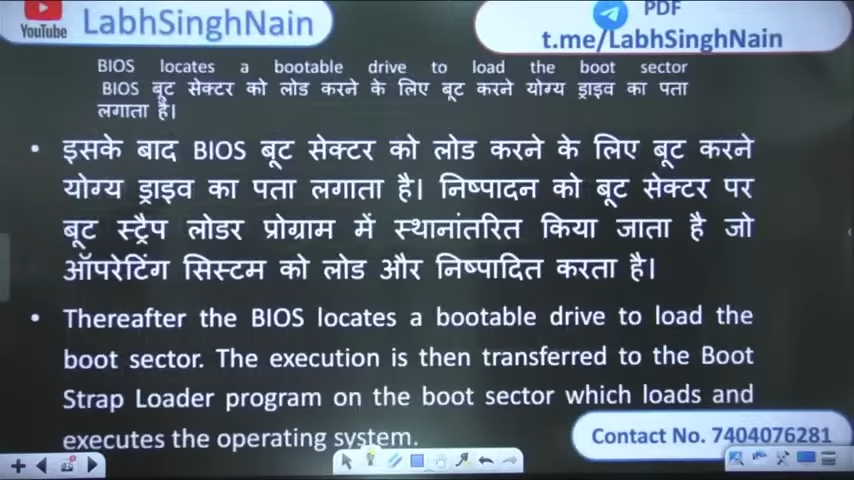 YouTube
LabhSinghNain
PDF
t.me/LabhSinghNain
BIOS locates a bootable drive to load the boot sector
BIOS बूट सेक्टर को लोड करने के लिए बूट करने योग्य ड्राइव का पता
लगाता है।
• इसके बाद BIOS बूट सेक्टर को लोड करने के लिए बूट करने
योग्य ड्राइव का पता लगाता है। निष्पादन को बूट सेक्टर पर
बूट स्ट्रैप लोडर प्रोग्राम में स्थानांतरित किया जाता है जो
ऑपरेटिंग सिस्टम को लोड और निष्पादित करता है।
• Thereafter the BIOS locates a bootable drive to load the
boot sector. The execution is then transferred to the Boot
Strap Loader program on the boot sector which loads and
executes the operating system.
Contact No. 7404076281